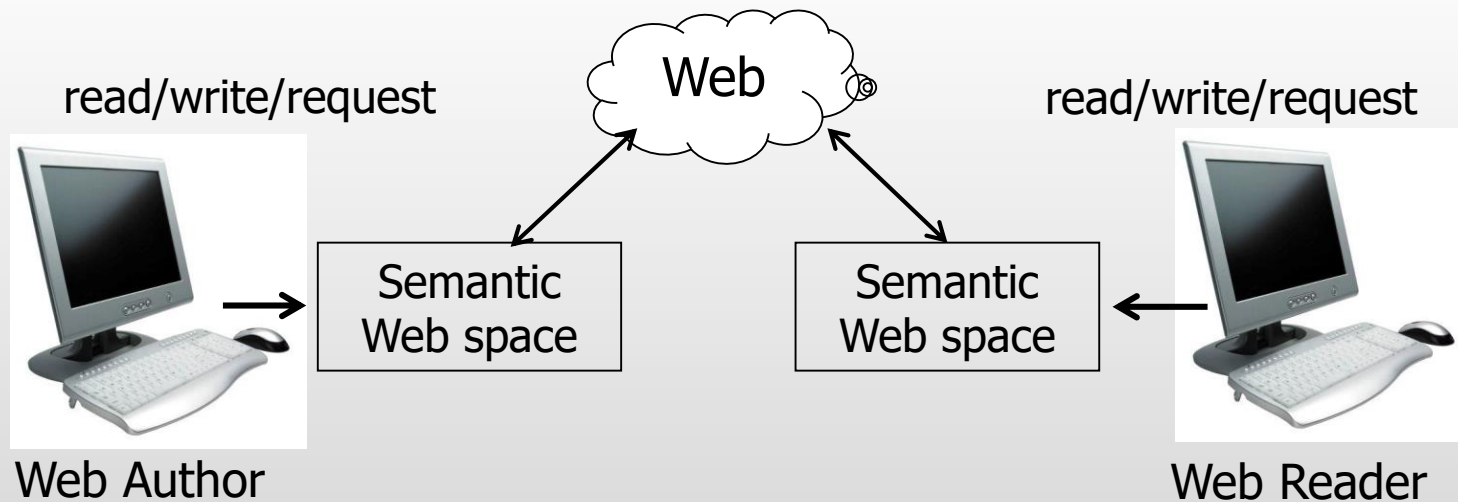 Web
read/write/request
read/write/request
Semantic
Web space
Semantic
Web space
Web Author
Web Reader